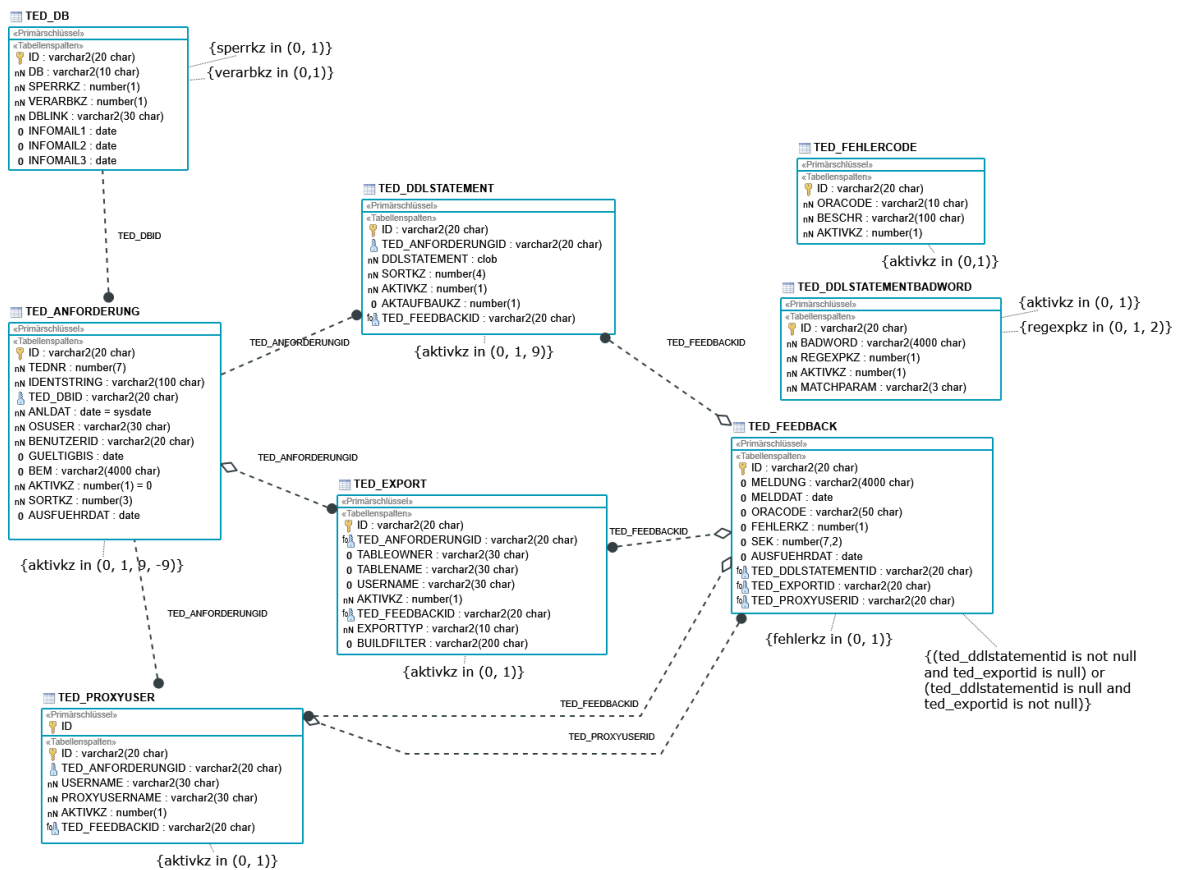 TED_DB
«Primärschlüssel»
«Tabellenspalten»
ID : varchar2(20 char)
nN DB : varchar2(10 char)
nN SPERRKZ : number(1)
nN VERARBKZ : number(1)
nN DBLINK : varchar2(30 char)
0 INFOMAIL1 : date
0 INFOMAIL2 : date
0 INFOMAIL3 : date
{sperrkz in (0, 1)}
{verarbkz in (0,1)}
TED_DBID
TED_FEHLERCODE
«Primärschlüssel»
«Tabellenspalten»
ID : varchar2(20 char)
nN ORACODE : varchar2(10 char)
nN BESCHR : varchar2(100 char)
nN AKTIVKZ : number(1)
{aktivkz in (0,1)}
TED_DDLSTATEMENT
«Primärschlüssel»
«Tabellenspalten»
ID : varchar2(20 char)
TED_ANFORDERUNGID : varchar2(20 char)
nN DDLSTATEMENT : clob
nN SORTKZ : number(4)
nN AKTIVKZ : number(1)
0 AKTAUFBAUKZ : number(1)
TED_FEEDBACKID : varchar2(20 char)
{aktivkz in (0, 1, 9)}
TED_ANFORDERUNGID
TED_FEEDBACKID
TED_DDLSTATEMENTBADWORD
«Primärschlüssel»
«Tabellenspalten»
ID : varchar2(20 char)
nN BADWORD : varchar2(4000 char)
nN REGEXPKZ : number(1)
nN AKTIVKZ : number(1)
nN MATCHPARAM : varchar2(3 char)
{aktivkz in (0, 1)}
{regexpkz in (0, 1, 2)}
TED_ANFORDERUNG
«Primärschlüssel»
«Tabellenspalten»
ID : varchar2(20 char)
nN TEDNR : number(7)
nN IDENTSTRING : varchar2(100 char)
TED_DBID : varchar2(20 char)
nN ANLDAT : date = sysdate
nN OSUSER : varchar2(30 char)
nN BENUTZERID : varchar2(20 char)
0 GUELTIGBIS : date
0 BEM : varchar2(4000 char)
nN AKTIVKZ : number(1) = 0
nN SORTKZ : number(3)
0 AUSFUEHRDAT : date
{aktivkz in (0, 1, 9, -9)}
TED_ANFORDERUNGID
TED_ANFORDERUNGID
TED_EXPORT
«Primärschlüssel»
«Tabellenspalten»
ID : varchar2(20 char)
TED_ANFORDERUNGID : varchar2(20 char)
0 TABLEOWNER : varchar2(30 char)
0 TABLENAME : varchar2(30 char)
0 USERNAME : varchar2(30 char)
nN AKTIVKZ : number(1)
TED_FEEDBACKID : varchar2(20 char)
nN EXPORTTYP : varchar2(10 char)
0 BUILDFILTER : varchar2(200 char)
{aktivkz in (0, 1)}
TED_FEEDBACKID
TED_FEEDBACK
«Primärschlüssel»
«Tabellenspalten»
ID : varchar2(20 char)
0 MELDUNG : varchar2(4000 char)
0 MELDDAT : date
0 ORACODE : varchar2(50 char)
0 FEHLERKZ : number(1)
0 SEK : number(7,2)
0 AUSFUEHRDAT : date
TED_DDLSTATEMENTID : varchar2(20 char)
TED_EXPORTID : varchar2(20 char)
TED_PROXYUSERID : varchar2(20 char)
{fehlerkz in (0, 1)}
{(ted_ddlstatementid is not null
and ted_exportid is null) or
(ted_ddlstatementid is null and
ted_exportid is not null)}
TED_PROXYUSER
«Primärschlüssel»
ID
«Tabellenspalten»
ID : varchar2(20 char)
TED_ANFORDERUNGID : varchar2(20 char)
nN USERNAME : varchar2(30 char)
nN PROXYUSERNAME : varchar2(30 char)
nN AKTIVKZ : number(1)
TED_FEEDBACKID : varchar2(20 char)
{aktivkz in (0, 1)}
TED_FEEDBACKID
TED_PROXYUSERID